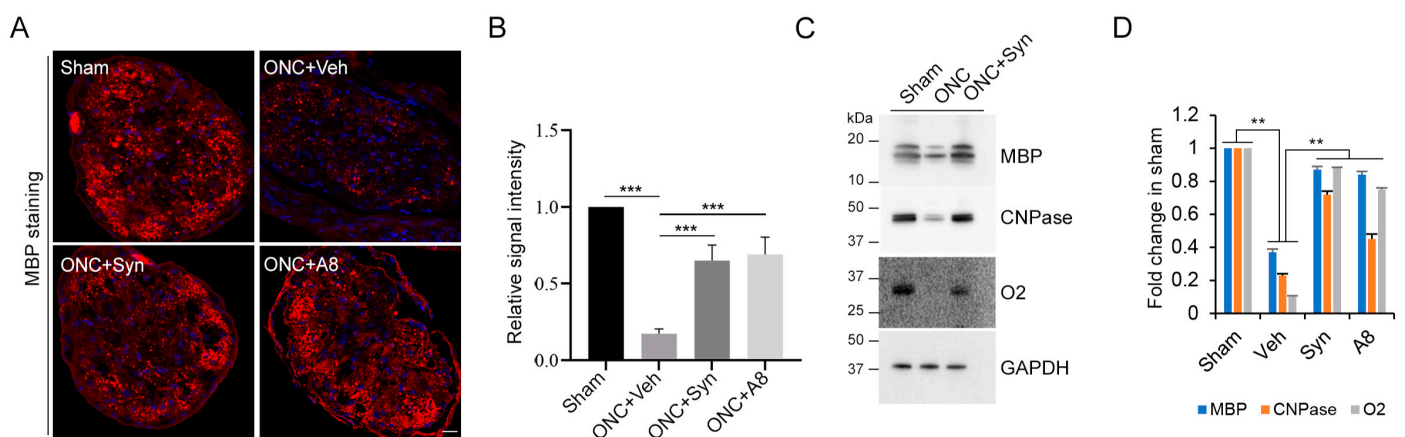 A
MBP staining
Sham
ONC+Veh
ONC+Syn
ONC+A8
B
Relative signal intensity
1.5
1.0
0.5
0.0
***
***
***
Sham
ONC+Veh
ONC+Syn
ONC+A8
C
Sham
ONC
ONC+Syn
kDa
20
10
MBP
50
37
CNPase
37
25
O2
50
37
GAPDH
D
Fold change in sham
1.2
1
0.8
0.6
0.4
0.2
0
**
**
Sham
Veh
Syn
A8
MBP CNPase O2